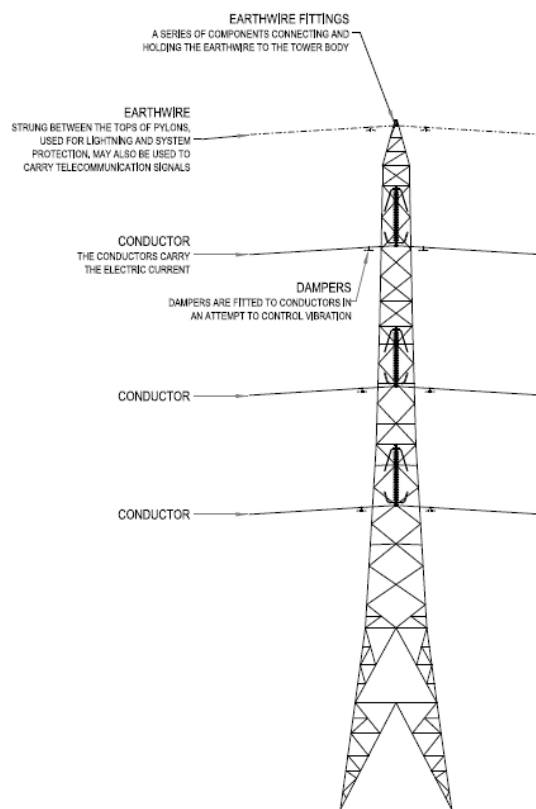 EARTHWIRE FITTINGS
A SERIES OF COMPONENTS CONNECTING AND
HOLDING THE EARTHWIRE TO THE TOWER BODY
EARTHWIRE
STRUNG BETWEEN THE TOPS OF PYLONS,
USED FOR LIGHTNING AND SYSTEM
PROTECTION, MAY ALSO BE USED TO
CARRY TELECOMMUNICATION SIGNALS
CONDUCTOR
THE CONDUCTORS CARRY
THE ELECTRIC CURRENT
DAMPERS
DAMPERS ARE FITTED TO CONDUCTORS IN
AN ATTEMPT TO CONTROL VIBRATION
CONDUCTOR
CONDUCTOR